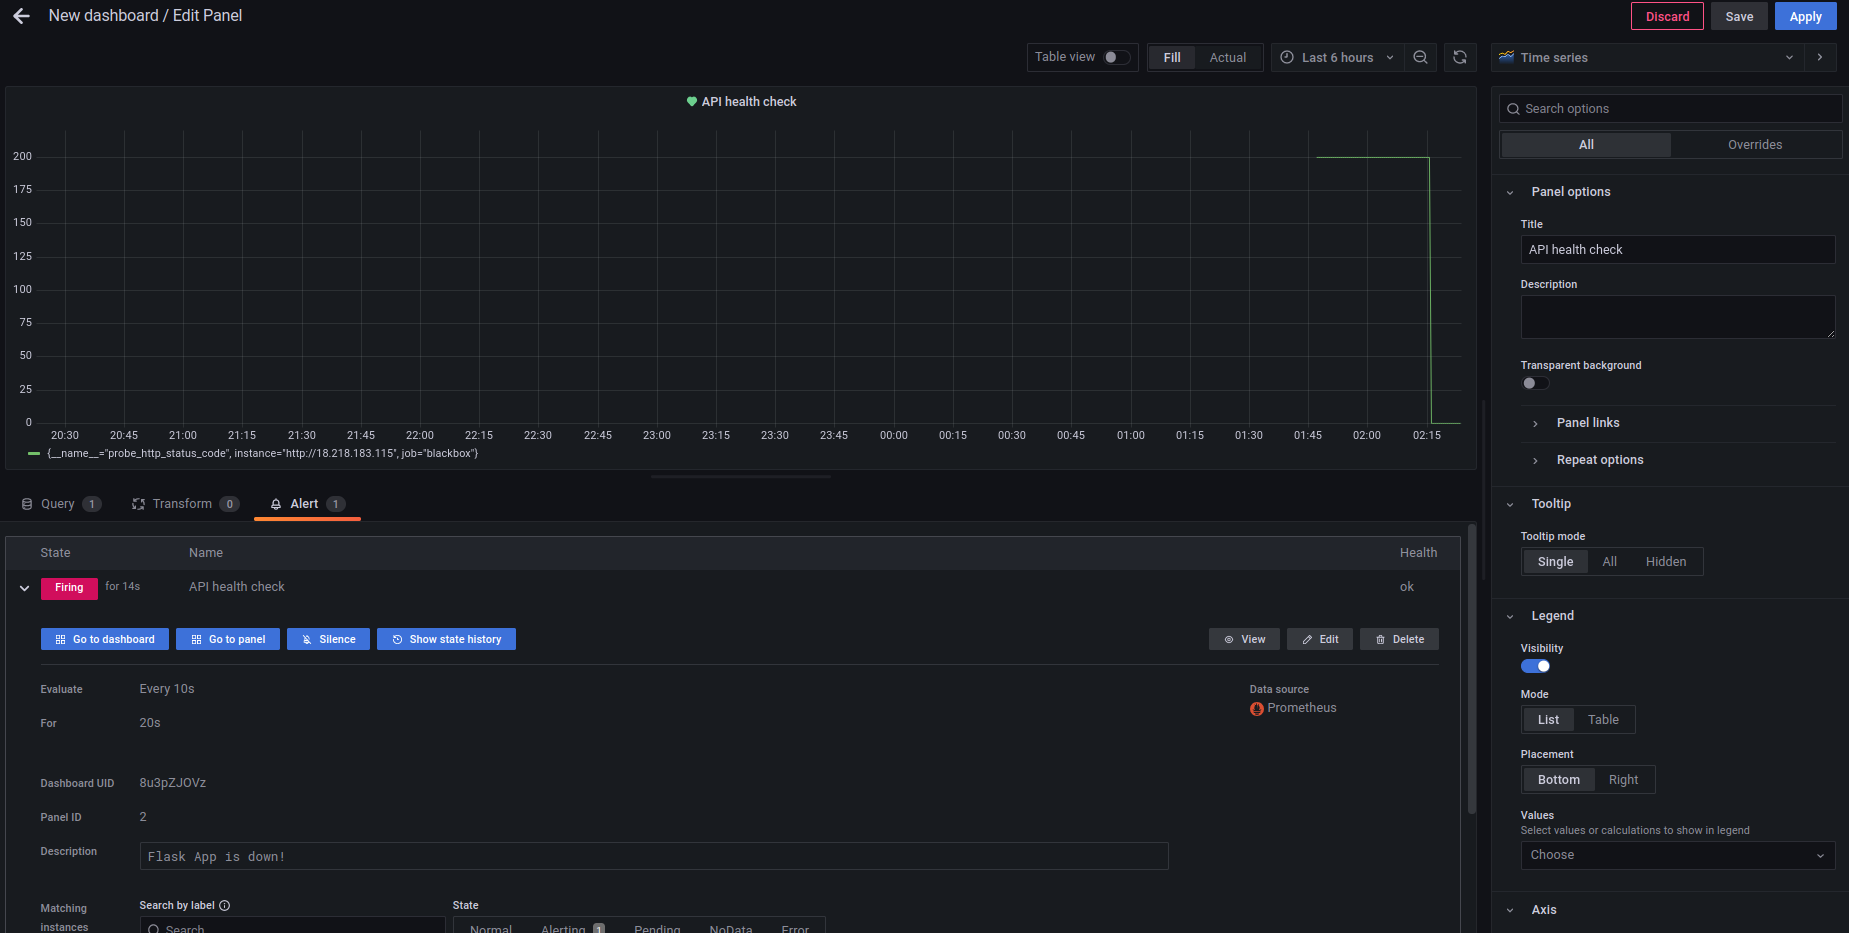 New dashboard / Edit Panel
Discard
Save
Apply
Table view
Fill
Actual
Last 6 hours
Time series
API health check
200
175
150
125
100
75
50
25
0
20:30 20:45 21:00 21:15 21:30 21:45 22:00 22:15 22:30 22:45 23:00 23:15 23:30 23:45 00:00 00:15 00:30 00:45 01:00 01:15 01:30 01:45 02:00 02:15
{__name__="probe_http_status_code", instance="http://18.218.183.115", job="blackbox"}
Query 1
Transform 0
Alert 1
State Name Health
Firing for 14s API health check ok
Go to dashboard
Go to panel
Silence
Show state history
View
Edit
Delete
Evaluate Every 10s
For 20s
Data source
Prometheus
Dashboard UID 8u3pZJOVz
Panel ID 2
Description Flask App is down!
Matching
instances
Search by label
Search
State
Normal Alerting 1 Pending NoData Error
Search options
All
Overrides
Panel options
Title
API health check
Description
Transparent background
Panel links
Repeat options
Tooltip
Tooltip mode
Single All Hidden
Legend
Visibility
Mode
List Table
Placement
Bottom Right
Values
Select values or calculations to show in legend
Choose
Axis